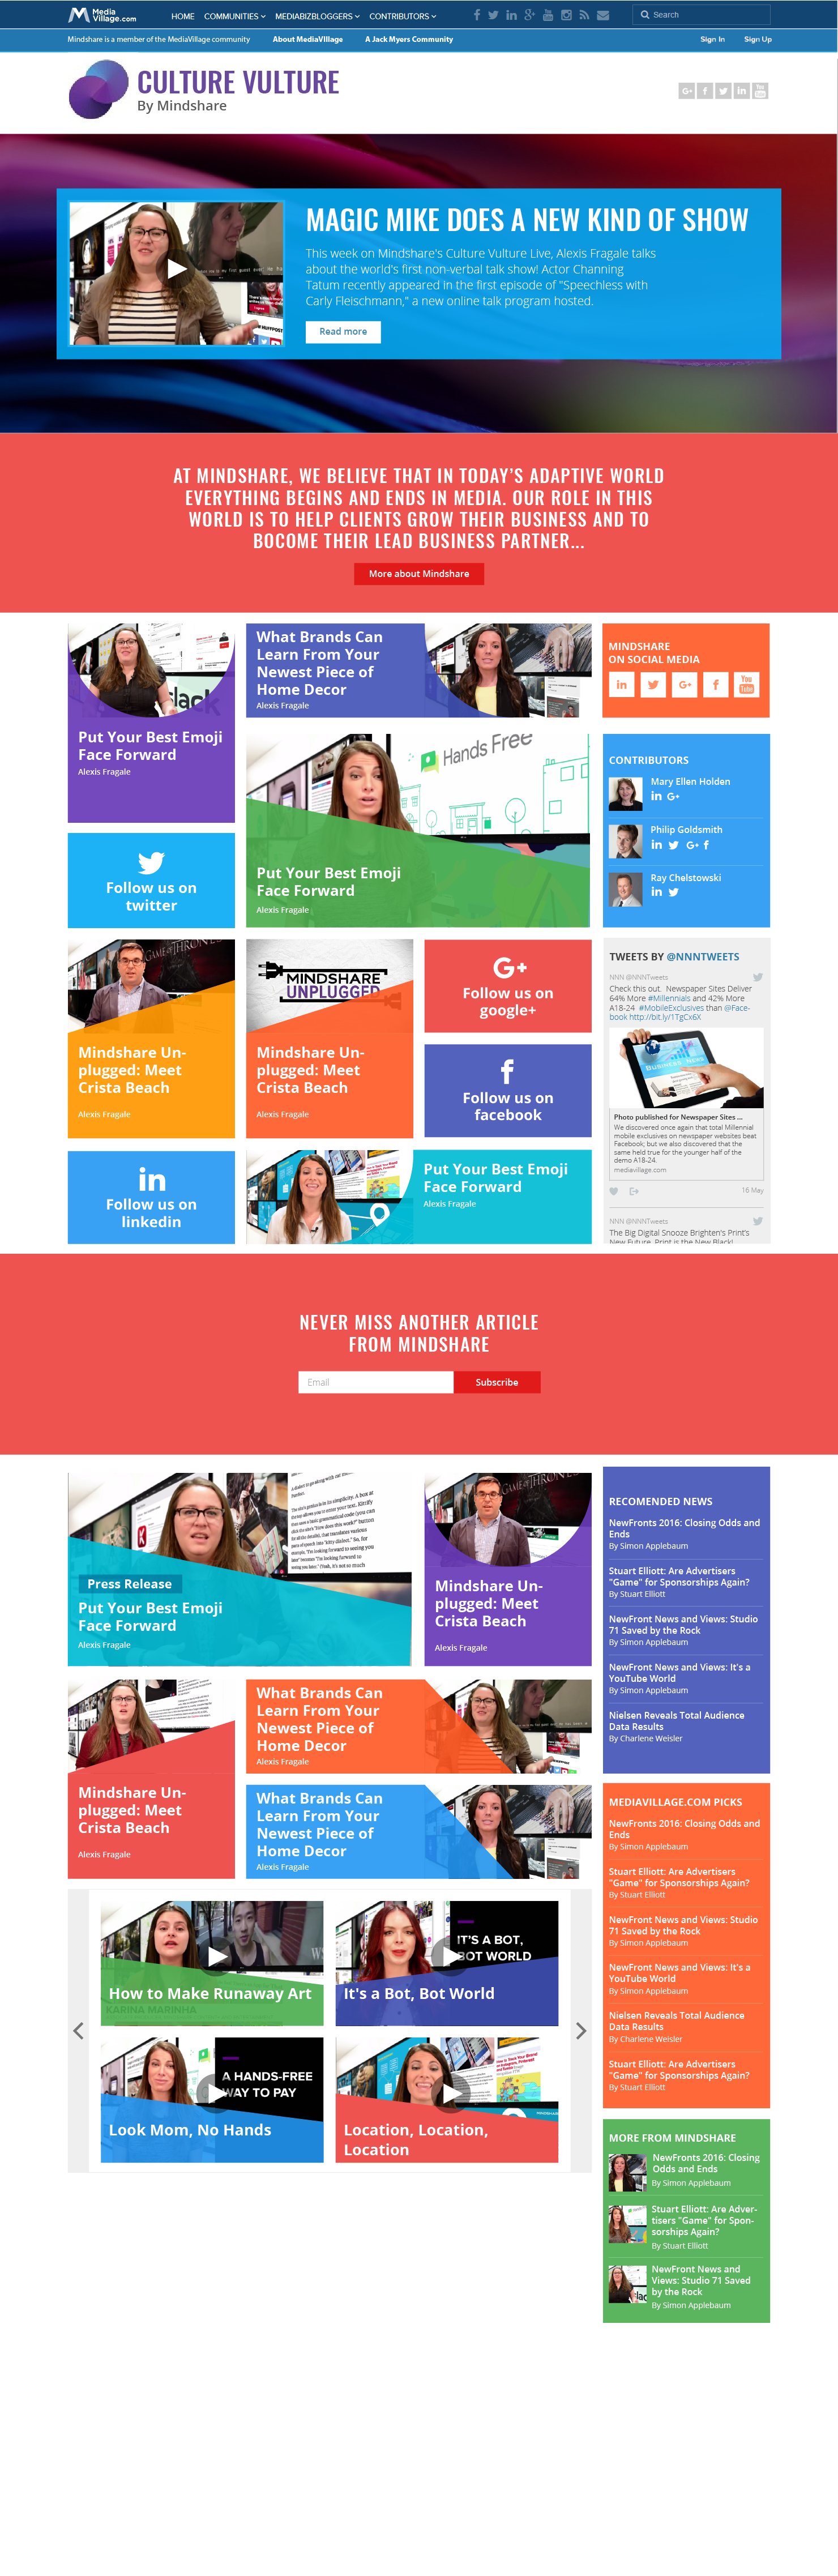 Media
Village.com
HOME COMMUNITIES MEDIABIZBLOGGERS CONTRIBUTORS
Search
Mindshare is a member of the MediaVillage community About MediaVIllage A Jack Myers Community Sign In Sign Up
CULTURE VULTURE
By Mindshare
MAGIC MIKE DOES A NEW KIND OF SHOW
This week on Mindshare's Culture Vulture Live, Alexis Fragale talks
about the world's first non-verbal talk show! Actor Channing
Tatum recently appeared in the first episode of "Speechless with
Carly Fleischmann," a new online talk program hosted.
Read more
AT MINDSHARE, WE BELIEVE THAT IN TODAY'S ADAPTIVE WORLD
EVERYTHING BEGINS AND ENDS IN MEDIA. OUR ROLE IN THIS
WORLD IS TO HELP CLIENTS GROW THEIR BUSINESS AND TO
BOCOME THEIR LEAD BUSINESS PARTNER...
More about Mindshare
slack
Put Your Best Emoji
Face Forward
Alexis Fragale
What Brands Can
Learn From Your
Newest Piece of
Home Decor
Alexis Fragale
MINDSHARE
ON SOCIAL MEDIA
You
Tube
Hands Free
Put Your Best Emoji
Face Forward
Alexis Fragale
CONTRIBUTORS
Mary Ellen Holden
Philip Goldsmith
Ray Chelstowski
Follow us on
twitter
GAME OF THRONES
Mindshare Un-
plugged: Meet
Crista Beach
Alexis Fragale
MINDSHARE
UNPLUGGED
Mindshare Un-
plugged: Meet
Crista Beach
Alexis Fragale
Follow us on
google+
Follow us on
facebook
Follow us on
linkedin
Put Your Best Emoji
Face Forward
Alexis Fragale
TWEETS BY @NNNTWEETS
NNN @NNNTweets
Check this out. Newspaper Sites Deliver
64% More #Millennials and 42% More
A18-24 #MobileExclusives than @Face-
book http://bit.ly/1TgCx6X
Business News
Photo published for Newspaper Sites ...
We discovered once again that total Millennial
mobile exclusives on newspaper websites beat
Facebook; but we also discovered that the
same held true for the younger half of the
demo A18-24.
mediavillage.com
16 May
NNN @NNNTweets
The Big Digital Snooze Brighten's Print's
New Future. Print is the New Black!
NEVER MISS ANOTHER ARTICLE
FROM MINDSHARE
Email Subscribe
Press Release
Put Your Best Emoji
Face Forward
Alexis Fragale
GAME OF THRONES
Mindshare Un-
plugged: Meet
Crista Beach
Alexis Fragale
Mindshare Un-
plugged: Meet
Crista Beach
Alexis Fragale
What Brands Can
Learn From Your
Newest Piece of
Home Decor
Alexis Fragale
What Brands Can
Learn From Your
Newest Piece of
Home Decor
Alexis Fragale
KARINA MARINHA
How to Make Runaway Art
IT'S A BOT,
BOT WORLD
It's a Bot, Bot World
A HANDS-FREE
WAY TO PAY
Look Mom, No Hands
Location, Location,
Location
RECOMENDED NEWS
NewFronts 2016: Closing Odds and
Ends
By Simon Applebaum
Stuart Elliott: Are Advertisers
"Game" for Sponsorships Again?
By Stuart Elliott
NewFront News and Views: Studio
71 Saved by the Rock
By Simon Applebaum
NewFront News and Views: It's a
YouTube World
By Simon Applebaum
Nielsen Reveals Total Audience
Data Results
By Charlene Weisler
MEDIAVILLAGE.COM PICKS
NewFronts 2016: Closing Odds and
Ends
By Simon Applebaum
Stuart Elliott: Are Advertisers
"Game" for Sponsorships Again?
By Stuart Elliott
NewFront News and Views: Studio
71 Saved by the Rock
By Simon Applebaum
NewFront News and Views: It's a
YouTube World
By Simon Applebaum
Nielsen Reveals Total Audience
Data Results
By Charlene Weisler
Stuart Elliott: Are Advertisers
"Game" for Sponsorships Again?
By Stuart Elliott
MORE FROM MINDSHARE
NewFronts 2016: Closing
Odds and Ends
By Simon Applebaum
Stuart Elliott: Are Adver-
tisers "Game" for Spon-
sorships Again?
By Stuart Elliott
NewFront News and
Views: Studio 71 Saved
by the Rock
By Simon Applebaum